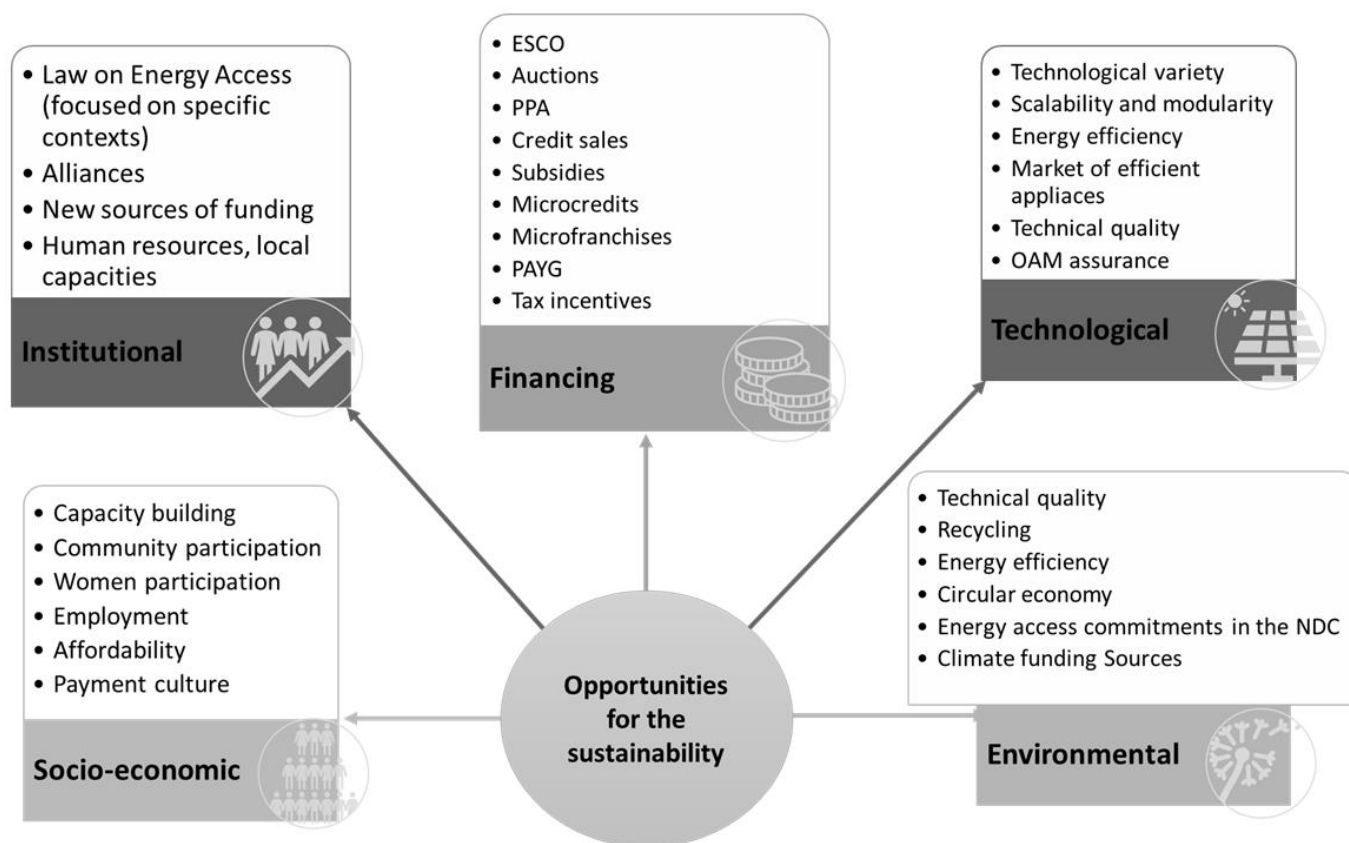 • Law on Energy Access
(focused on specific
contexts)
• Alliances
• New sources of funding
• Human resources, local
capacities
Institutional
• ESCO
• Auctions
• PPA
• Credit sales
• Subsidies
• Microcredits
• Microfranchises
• PAYG
• Tax incentives
Financing
• Technological variety
• Scalability and modularity
• Energy efficiency
• Market of efficient
appliaces
• Technical quality
• OAM assurance
Technological
• Capacity building
• Community participation
• Women participation
• Employment
• Affordability
• Payment culture
Socio-economic
Opportunities
for the
sustainability
• Technical quality
• Recycling
• Energy efficiency
• Circular economy
• Energy access commitments in the NDC
• Climate funding Sources
Environmental